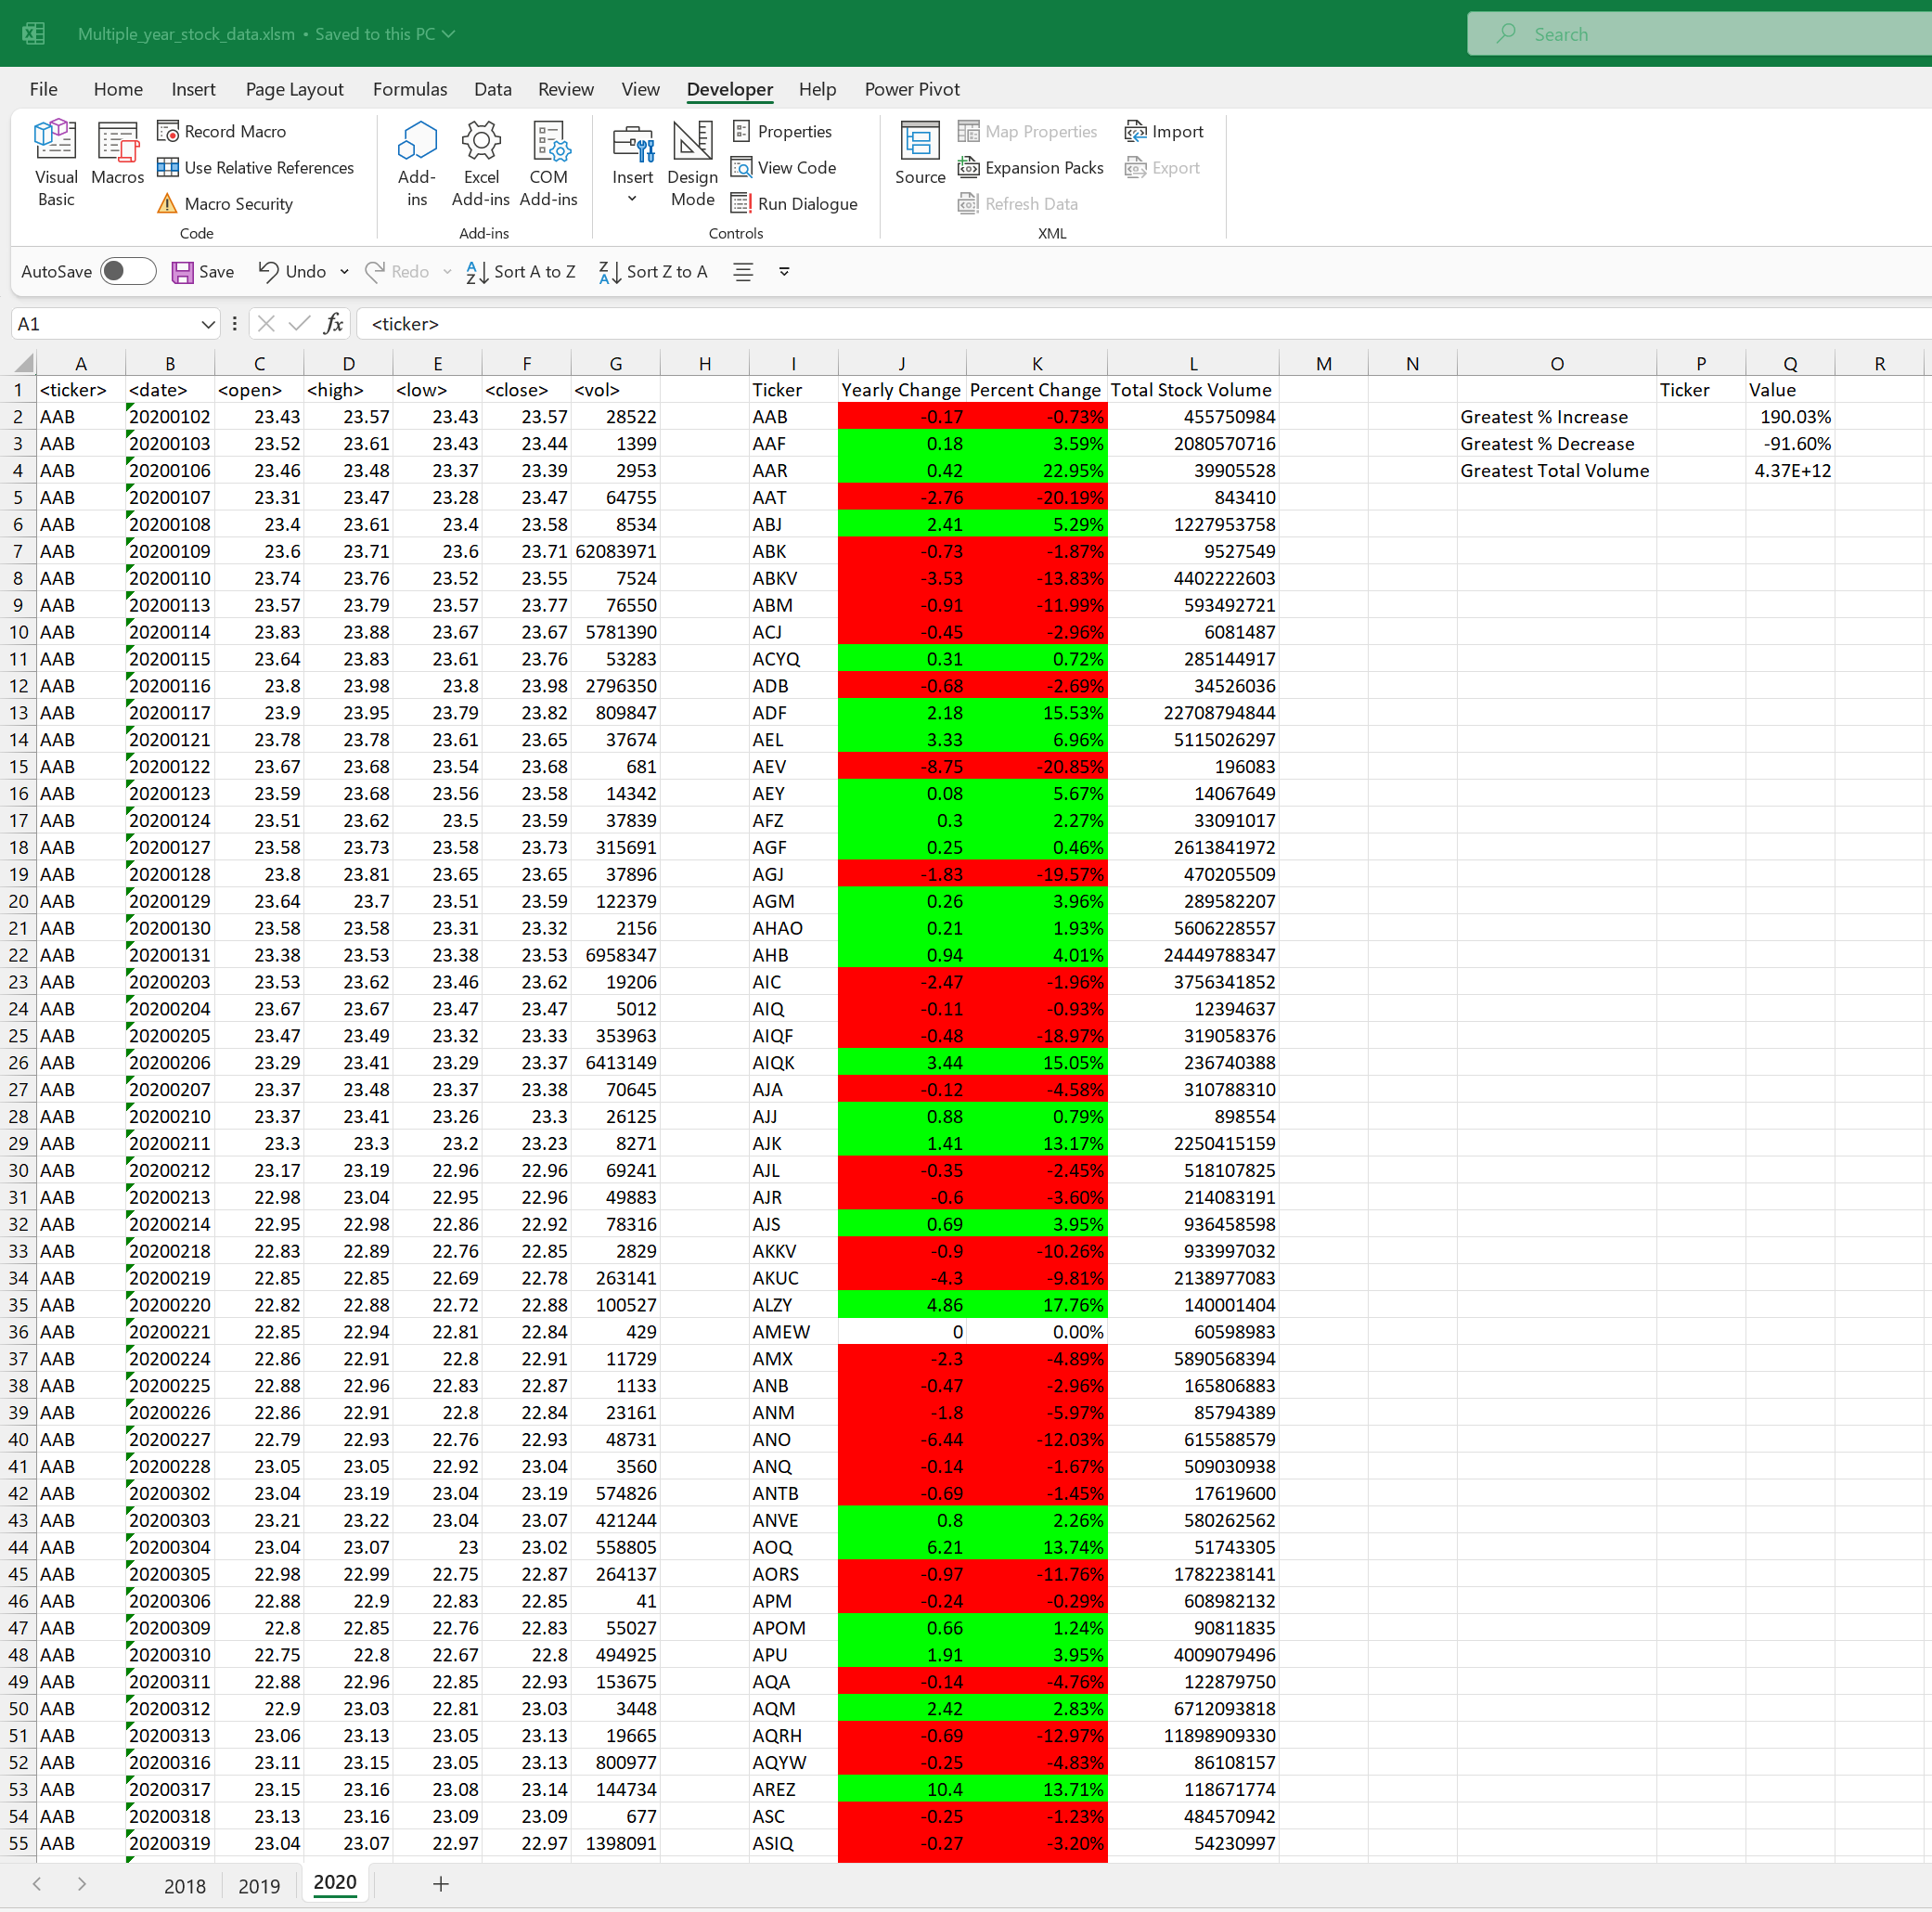 Multiple_year_stock_data.xlsm • Saved to this PC
Search
File Home Insert Page Layout Formulas Data Review View Developer Help Power Pivot
Visual Basic
Macros
Record Macro
Use Relative References
Macro Security
Code
Add-ins
Excel Add-ins
COM Add-ins
Add-ins
Insert
Design Mode
Properties
View Code
Run Dialogue
Controls
Source
Map Properties
Expansion Packs
Refresh Data
Import
Export
XML
AutoSave Save Undo Redo Sort A to Z Sort Z to A
A1 fx <ticker>
A B C D E F G H I J K L M N O P Q R
1 <ticker> <date> <open> <high> <low> <close> <vol> Ticker Yearly Change Percent Change Total Stock Volume Ticker Value
2 AAB 20200102 23.43 23.57 23.43 23.57 28522 AAB -0.17 -0.73% 455750984 Greatest % Increase 190.03%
3 AAB 20200103 23.52 23.61 23.43 23.44 1399 AAF 0.18 3.59% 2080570716 Greatest % Decrease -91.60%
4 AAB 20200106 23.46 23.48 23.37 23.39 2953 AAR 0.42 22.95% 39905528 Greatest Total Volume 4.37E+12
5 AAB 20200107 23.31 23.47 23.28 23.47 64755 AAT -2.76 -20.19% 843410
6 AAB 20200108 23.4 23.61 23.4 23.58 8534 ABJ 2.41 5.29% 1227953758
7 AAB 20200109 23.6 23.71 23.6 23.71 62083971 ABK -0.73 -1.87% 9527549
8 AAB 20200110 23.74 23.76 23.52 23.55 7524 ABKV -3.53 -13.83% 4402222603
9 AAB 20200113 23.57 23.79 23.57 23.77 76550 ABM -0.91 -11.99% 593492721
10 AAB 20200114 23.83 23.88 23.67 23.67 5781390 ACJ -0.45 -2.96% 6081487
11 AAB 20200115 23.64 23.83 23.61 23.76 53283 ACYQ 0.31 0.72% 285144917
12 AAB 20200116 23.8 23.98 23.8 23.98 2796350 ADB -0.68 -2.69% 34526036
13 AAB 20200117 23.9 23.95 23.79 23.82 809847 ADF 2.18 15.53% 22708794844
14 AAB 20200121 23.78 23.78 23.61 23.65 37674 AEL 3.33 6.96% 5115026297
15 AAB 20200122 23.67 23.68 23.54 23.68 681 AEV -8.75 -20.85% 196083
16 AAB 20200123 23.59 23.68 23.56 23.58 14342 AEY 0.08 5.67% 14067649
17 AAB 20200124 23.51 23.62 23.5 23.59 37839 AFZ 0.3 2.27% 33091017
18 AAB 20200127 23.58 23.73 23.58 23.73 315691 AGF 0.25 0.46% 2613841972
19 AAB 20200128 23.8 23.81 23.65 23.65 37896 AGJ -1.83 -19.57% 470205509
20 AAB 20200129 23.64 23.7 23.51 23.59 122379 AGM 0.26 3.96% 289582207
21 AAB 20200130 23.58 23.58 23.31 23.32 2156 AHAO 0.21 1.93% 5606228557
22 AAB 20200131 23.38 23.53 23.38 23.53 6958347 AHB 0.94 4.01% 24449788347
23 AAB 20200203 23.53 23.62 23.46 23.62 19206 AIC -2.47 -1.96% 3756341852
24 AAB 20200204 23.67 23.67 23.47 23.47 5012 AIQ -0.11 -0.93% 12394637
25 AAB 20200205 23.47 23.49 23.32 23.33 353963 AIQF -0.48 -18.97% 319058376
26 AAB 20200206 23.29 23.41 23.29 23.37 6413149 AIQK 3.44 15.05% 236740388
27 AAB 20200207 23.37 23.48 23.37 23.38 70645 AJA -0.12 -4.58% 310788310
28 AAB 20200210 23.37 23.41 23.26 23.3 26125 AJJ 0.88 0.79% 898554
29 AAB 20200211 23.3 23.3 23.2 23.23 8271 AJK 1.41 13.17% 2250415159
30 AAB 20200212 23.17 23.19 22.96 22.96 69241 AJL -0.35 -2.45% 518107825
31 AAB 20200213 22.98 23.04 22.95 22.96 49883 AJR -0.6 -3.60% 214083191
32 AAB 20200214 22.95 22.98 22.86 22.92 78316 AJS 0.69 3.95% 936458598
33 AAB 20200218 22.83 22.89 22.76 22.85 2829 AKKV -0.9 -10.26% 933997032
34 AAB 20200219 22.85 22.85 22.69 22.78 263141 AKUC -4.3 -9.81% 2138977083
35 AAB 20200220 22.82 22.88 22.72 22.88 100527 ALZY 4.86 17.76% 140001404
36 AAB 20200221 22.85 22.94 22.81 22.84 429 AMEW 0 0.00% 60598983
37 AAB 20200224 22.86 22.91 22.8 22.91 11729 AMX -2.3 -4.89% 5890568394
38 AAB 20200225 22.88 22.96 22.83 22.87 1133 ANB -0.47 -2.96% 165806883
39 AAB 20200226 22.86 22.91 22.8 22.84 23161 ANM -1.8 -5.97% 85794389
40 AAB 20200227 22.79 22.93 22.76 22.93 48731 ANO -6.44 -12.03% 615588579
41 AAB 20200228 23.05 23.05 22.92 23.04 3560 ANQ -0.14 -1.67% 509030938
42 AAB 20200302 23.04 23.19 23.04 23.19 574826 ANTB -0.69 -1.45% 17619600
43 AAB 20200303 23.21 23.22 23.04 23.07 421244 ANVE 0.8 2.26% 580262562
44 AAB 20200304 23.04 23.07 23 23.02 558805 AOQ 6.21 13.74% 51743305
45 AAB 20200305 22.98 22.99 22.75 22.87 264137 AORS -0.97 -11.76% 1782238141
46 AAB 20200306 22.88 22.9 22.83 22.85 41 APM -0.24 -0.29% 608982132
47 AAB 20200309 22.8 22.85 22.76 22.83 55027 APOM 0.66 1.24% 90811835
48 AAB 20200310 22.75 22.8 22.67 22.8 494925 APU 1.91 3.95% 4009079496
49 AAB 20200311 22.88 22.96 22.85 22.93 153675 AQA -0.14 -4.76% 122879750
50 AAB 20200312 22.9 23.03 22.81 23.03 3448 AQM 2.42 2.83% 6712093818
51 AAB 20200313 23.06 23.13 23.05 23.13 19665 AQRH -0.69 -12.97% 11898909330
52 AAB 20200316 23.11 23.15 23.05 23.13 800977 AQYW -0.25 -4.83% 86108157
53 AAB 20200317 23.15 23.16 23.08 23.14 144734 AREZ 10.4 13.71% 118671774
54 AAB 20200318 23.13 23.16 23.09 23.09 677 ASC -0.25 -1.23% 484570942
55 AAB 20200319 23.04 23.07 22.97 22.97 1398091 ASIQ -0.27 -3.20% 54230997
2018 2019 2020